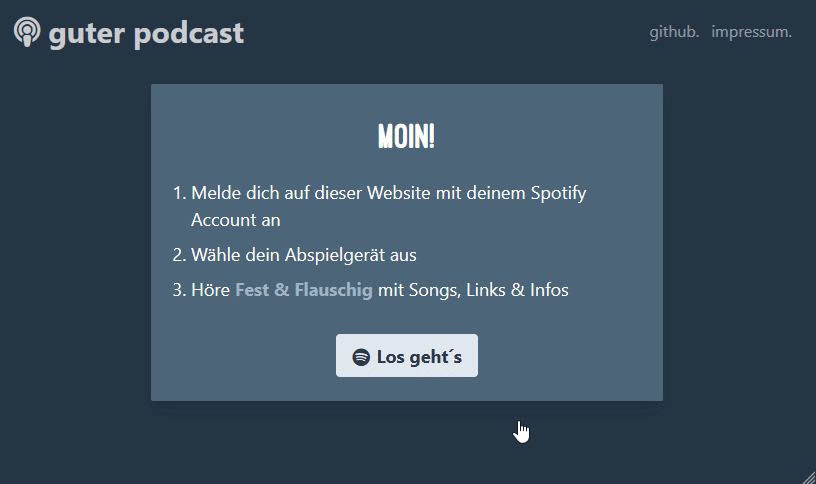 guter podcast
github. impressum.
MOIN!
1. Melde dich auf dieser Website mit deinem Spotify
Account an
2. Wähle dein Abspielgerät aus
3. Höre Fest & Flauschig mit Songs, Links & Infos
Los geht´s